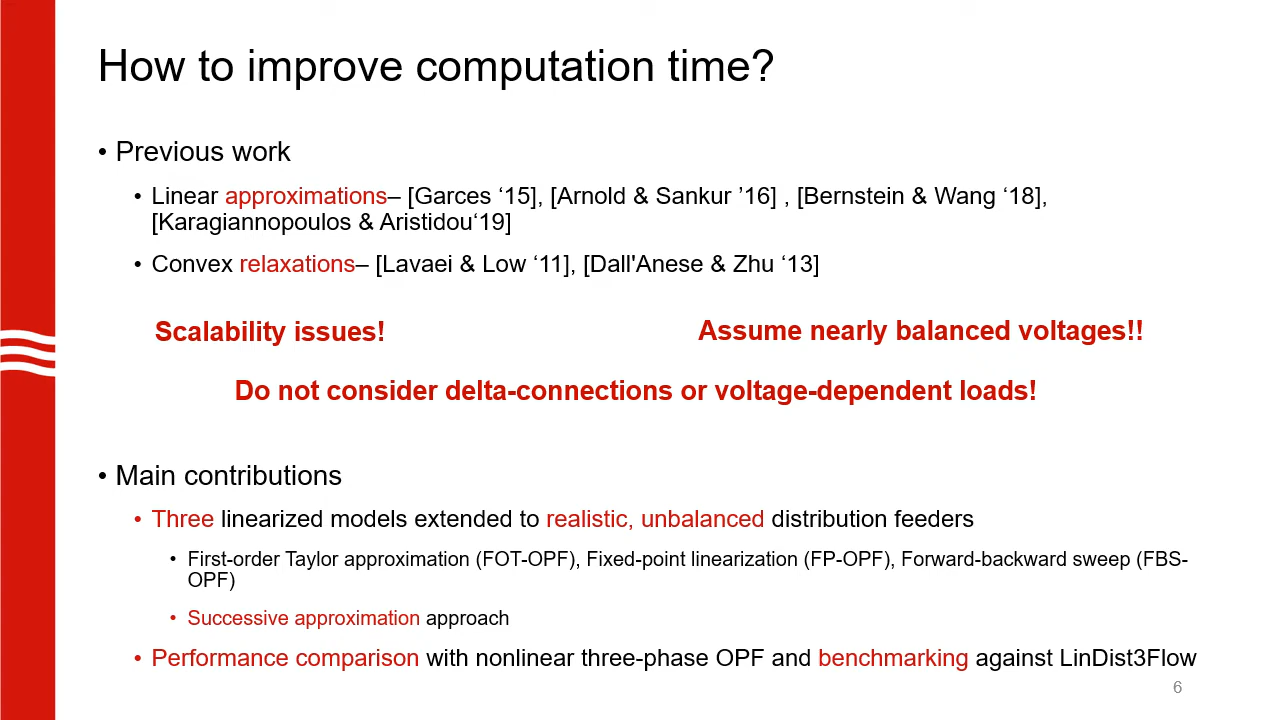 How to improve computation time?
• Previous work
• Linear approximations– [Garces ‘15], [Arnold & Sankur ’16] , [Bernstein & Wang ‘18],
[Karagiannopoulos & Aristidou‘19]
• Convex relaxations– [Lavaei & Low ‘11], [Dall'Anese & Zhu ‘13]
Scalability issues!
Assume nearly balanced voltages!!
Do not consider delta-connections or voltage-dependent loads!
• Main contributions
• Three linearized models extended to realistic, unbalanced distribution feeders
• First-order Taylor approximation (FOT-OPF), Fixed-point linearization (FP-OPF), Forward-backward sweep (FBS-
OPF)
• Successive approximation approach
• Performance comparison with nonlinear three-phase OPF and benchmarking against LinDist3Flow
6